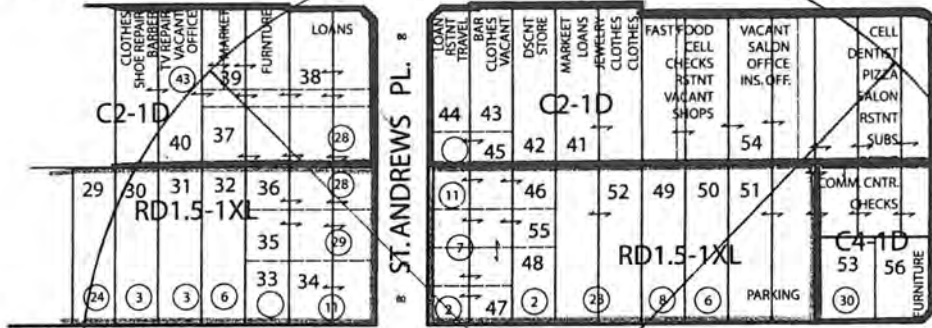 CLOTHES
SHOE REPAIR
BARBER
TV REPAIR
VACANT
OFFICE
MARKET
FURNTURE
LOANS
43
39
38
C2-1D
40
37
28
29
30
31
32
36
28
RD1.5-1XL
35
29
33
34
24
3
3
6
11
ST. ANDREWS PL.
8
8
LOAN
RSTNT
TRAVEL
BAR
CLOTHES
VACANT
DSCNT
STORE
MARKEET
LOANS
JEWELRY
CLOTHES
CLOTHES
FAST FOOD
CELL
CHECKS
RSTNT
VACANT
SHOPS
VACANT
SALON
OFFICE
INS. OFF.
CELL
DENTIST
PIZZA
SALON
RSTNT
SUBS
44
43
C2-1D
45
42
41
54
11
46
52
49
50
51
COMM. CNTR.
CHECKS
7
55
RD1.5-1XL
C4-1D
48
53
56
2
47
2
23
8
6
PARKING
30
FURNITURE